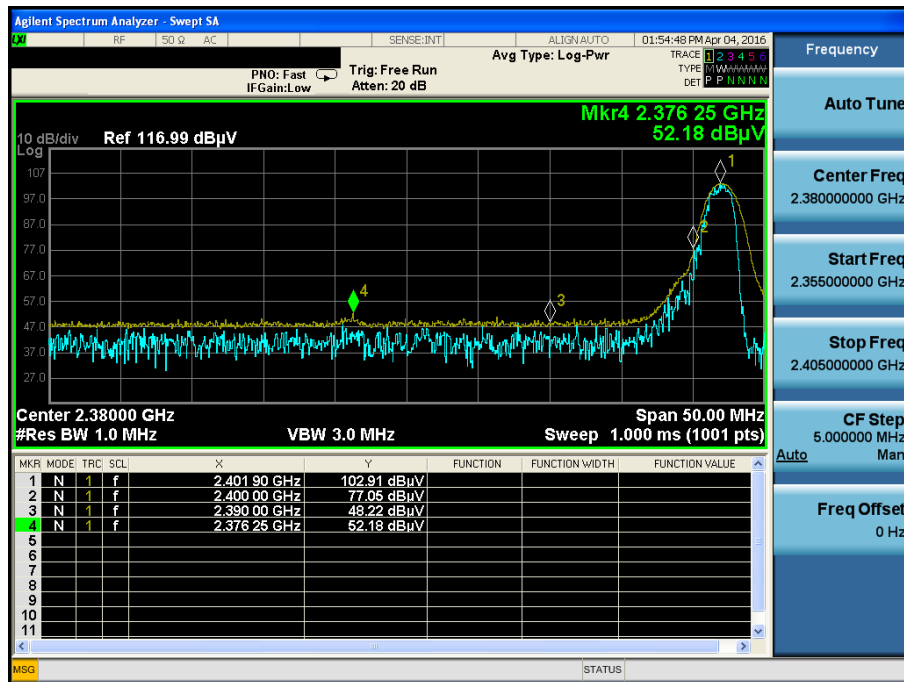 Agilent Spectrum Analyzer - Swept SA
LXI RF 50 Ω AC SENSE:INT ALIGN AUTO 01:54:48 PM Apr 04, 2016
Avg Type: Log-Pwr
TRACE 1 2 3 4 5 6
PNO: Fast Trig: Free Run
TYPE MWWWWW
IFGain:Low Atten: 20 dB
DET P P N N N N
Mkr4 2.376 25 GHz
52.18 dBµV
10 dB/div Ref 116.99 dBµV
Log
107
97.0
87.0
77.0
67.0
57.0
47.0
37.0
27.0
1
2
3
4
Center 2.38000 GHz Span 50.00 MHz
#Res BW 1.0 MHz VBW 3.0 MHz Sweep 1.000 ms (1001 pts)
MKR MODE TRC SCL X Y FUNCTION FUNCTION WIDTH FUNCTION VALUE
1 N 1 f 2.401 90 GHz 102.91 dBµV
2 N 1 f 2.400 00 GHz 77.05 dBµV
3 N 1 f 2.390 00 GHz 48.22 dBµV
4 N 1 f 2.376 25 GHz 52.18 dBµV
5
6
7
8
9
10
11
MSG STATUS
Frequency
Auto Tune
Center Freq
2.380000000 GHz
Start Freq
2.355000000 GHz
Stop Freq
2.405000000 GHz
CF Step
5.000000 MHz
Auto Man
Freq Offset
0 Hz